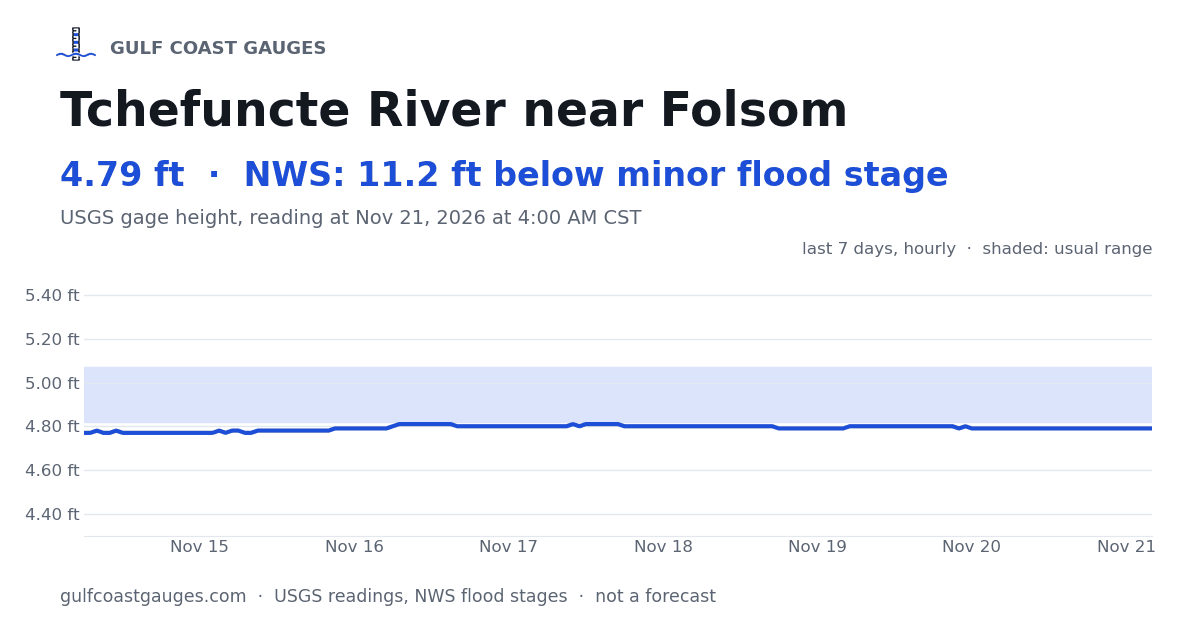 GULF COAST GAUGES
Tchefuncte River near Folsom
4.79 ft · NWS: 11.2 ft below minor flood stage
USGS gage height, reading at Nov 21, 2026 at 4:00 AM CST
last 7 days, hourly · shaded: usual range
5.40 ft
5.20 ft
5.00 ft
4.80 ft
4.60 ft
4.40 ft
Nov 15 Nov 16 Nov 17 Nov 18 Nov 19 Nov 20 Nov 21
gulfcoastgauges.com · USGS readings, NWS flood stages · not a forecast